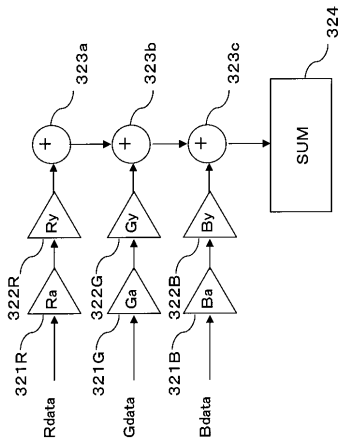 321R 322R 323a
Rdata Ra Ry +
321G 322G 323b
Gdata Ga Gy +
321B 322B 323c
Bdata Ba By +
324
SUM